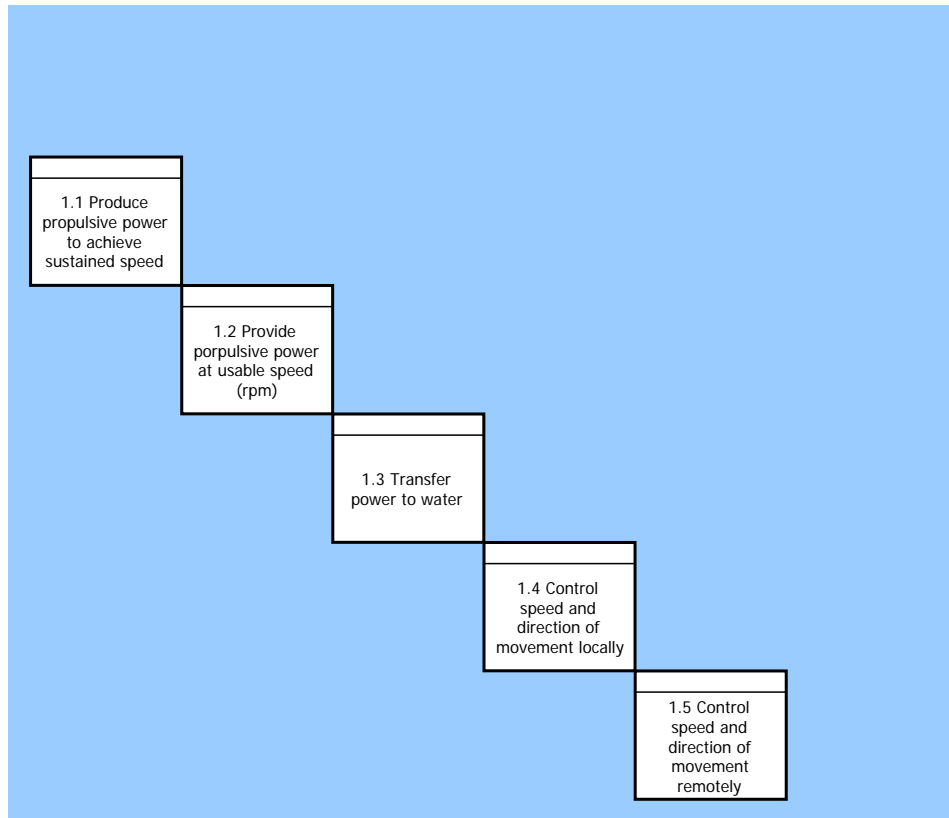 1.1 Produce
propulsive power
to achieve
sustained speed
1.2 Provide
porpulsive power
at usable speed
(rpm)
1.3 Transfer
power to water
1.4 Control
speed and
direction of
movement locally
1.5 Control
speed and
direction of
movement
remotely